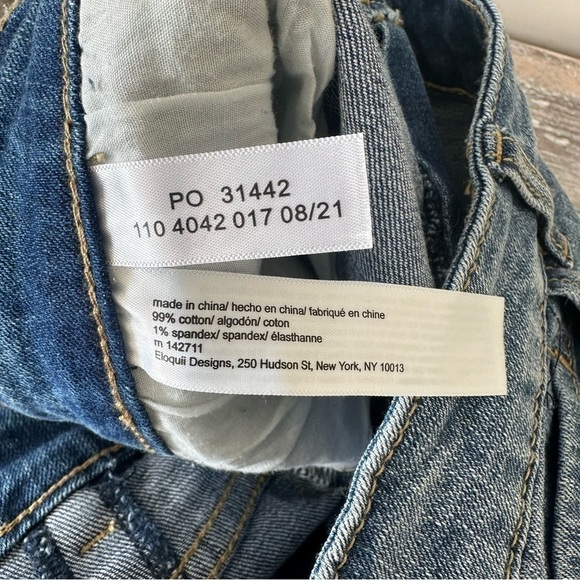 PO 31442
110 4042 017 08/21
made in china/ hecho en china/ fabriqué en chine
99% cotton/ algodón/ coton
1% spandex/ spandex/ élasthanne
rn 142711
Eloquii Designs, 250 Hudson St, New York, NY 10013